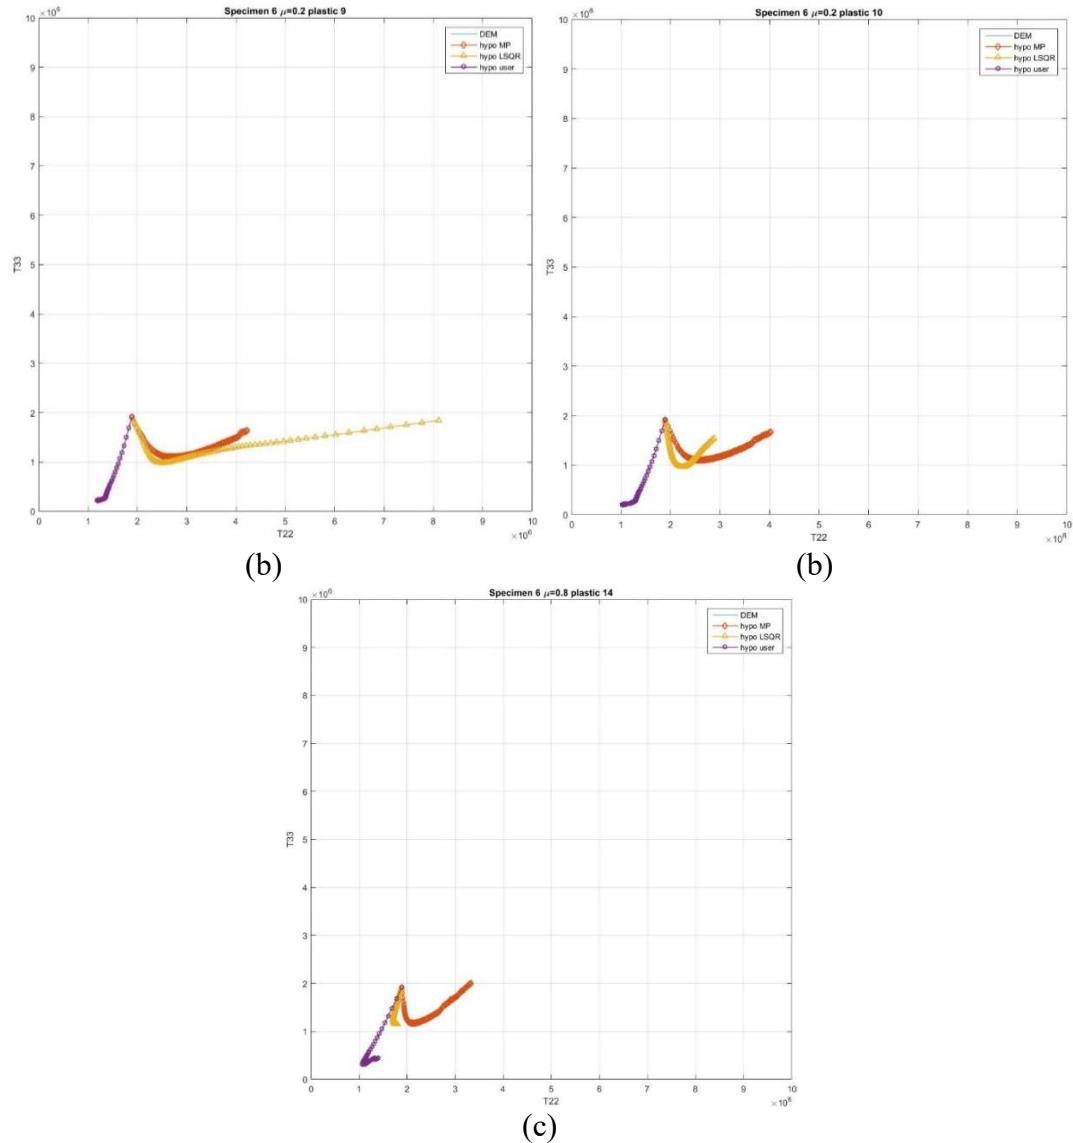 Specimen 6 μ=0.2 plastic 9
×10⁶
10
9
8
7
6
5
4
3
2
1
0
T33
0 1 2 3 4 5 6 7 8 9 10
T22
×10⁶
DEM
hypo MP
hypo LSQR
hypo user
(b)
Specimen 6 μ=0.2 plastic 10
×10⁶
10
9
8
7
6
5
4
3
2
1
0
T33
0 1 2 3 4 5 6 7 8 9 10
T22
×10⁶
DEM
hypo MP
hypo LSQR
hypo user
(b)
Specimen 6 μ=0.8 plastic 14
×10⁶
10
9
8
7
6
5
4
3
2
1
0
T33
0 1 2 3 4 5 6 7 8 9 10
T22
×10⁶
DEM
hypo MP
hypo LSQR
hypo user
(c)